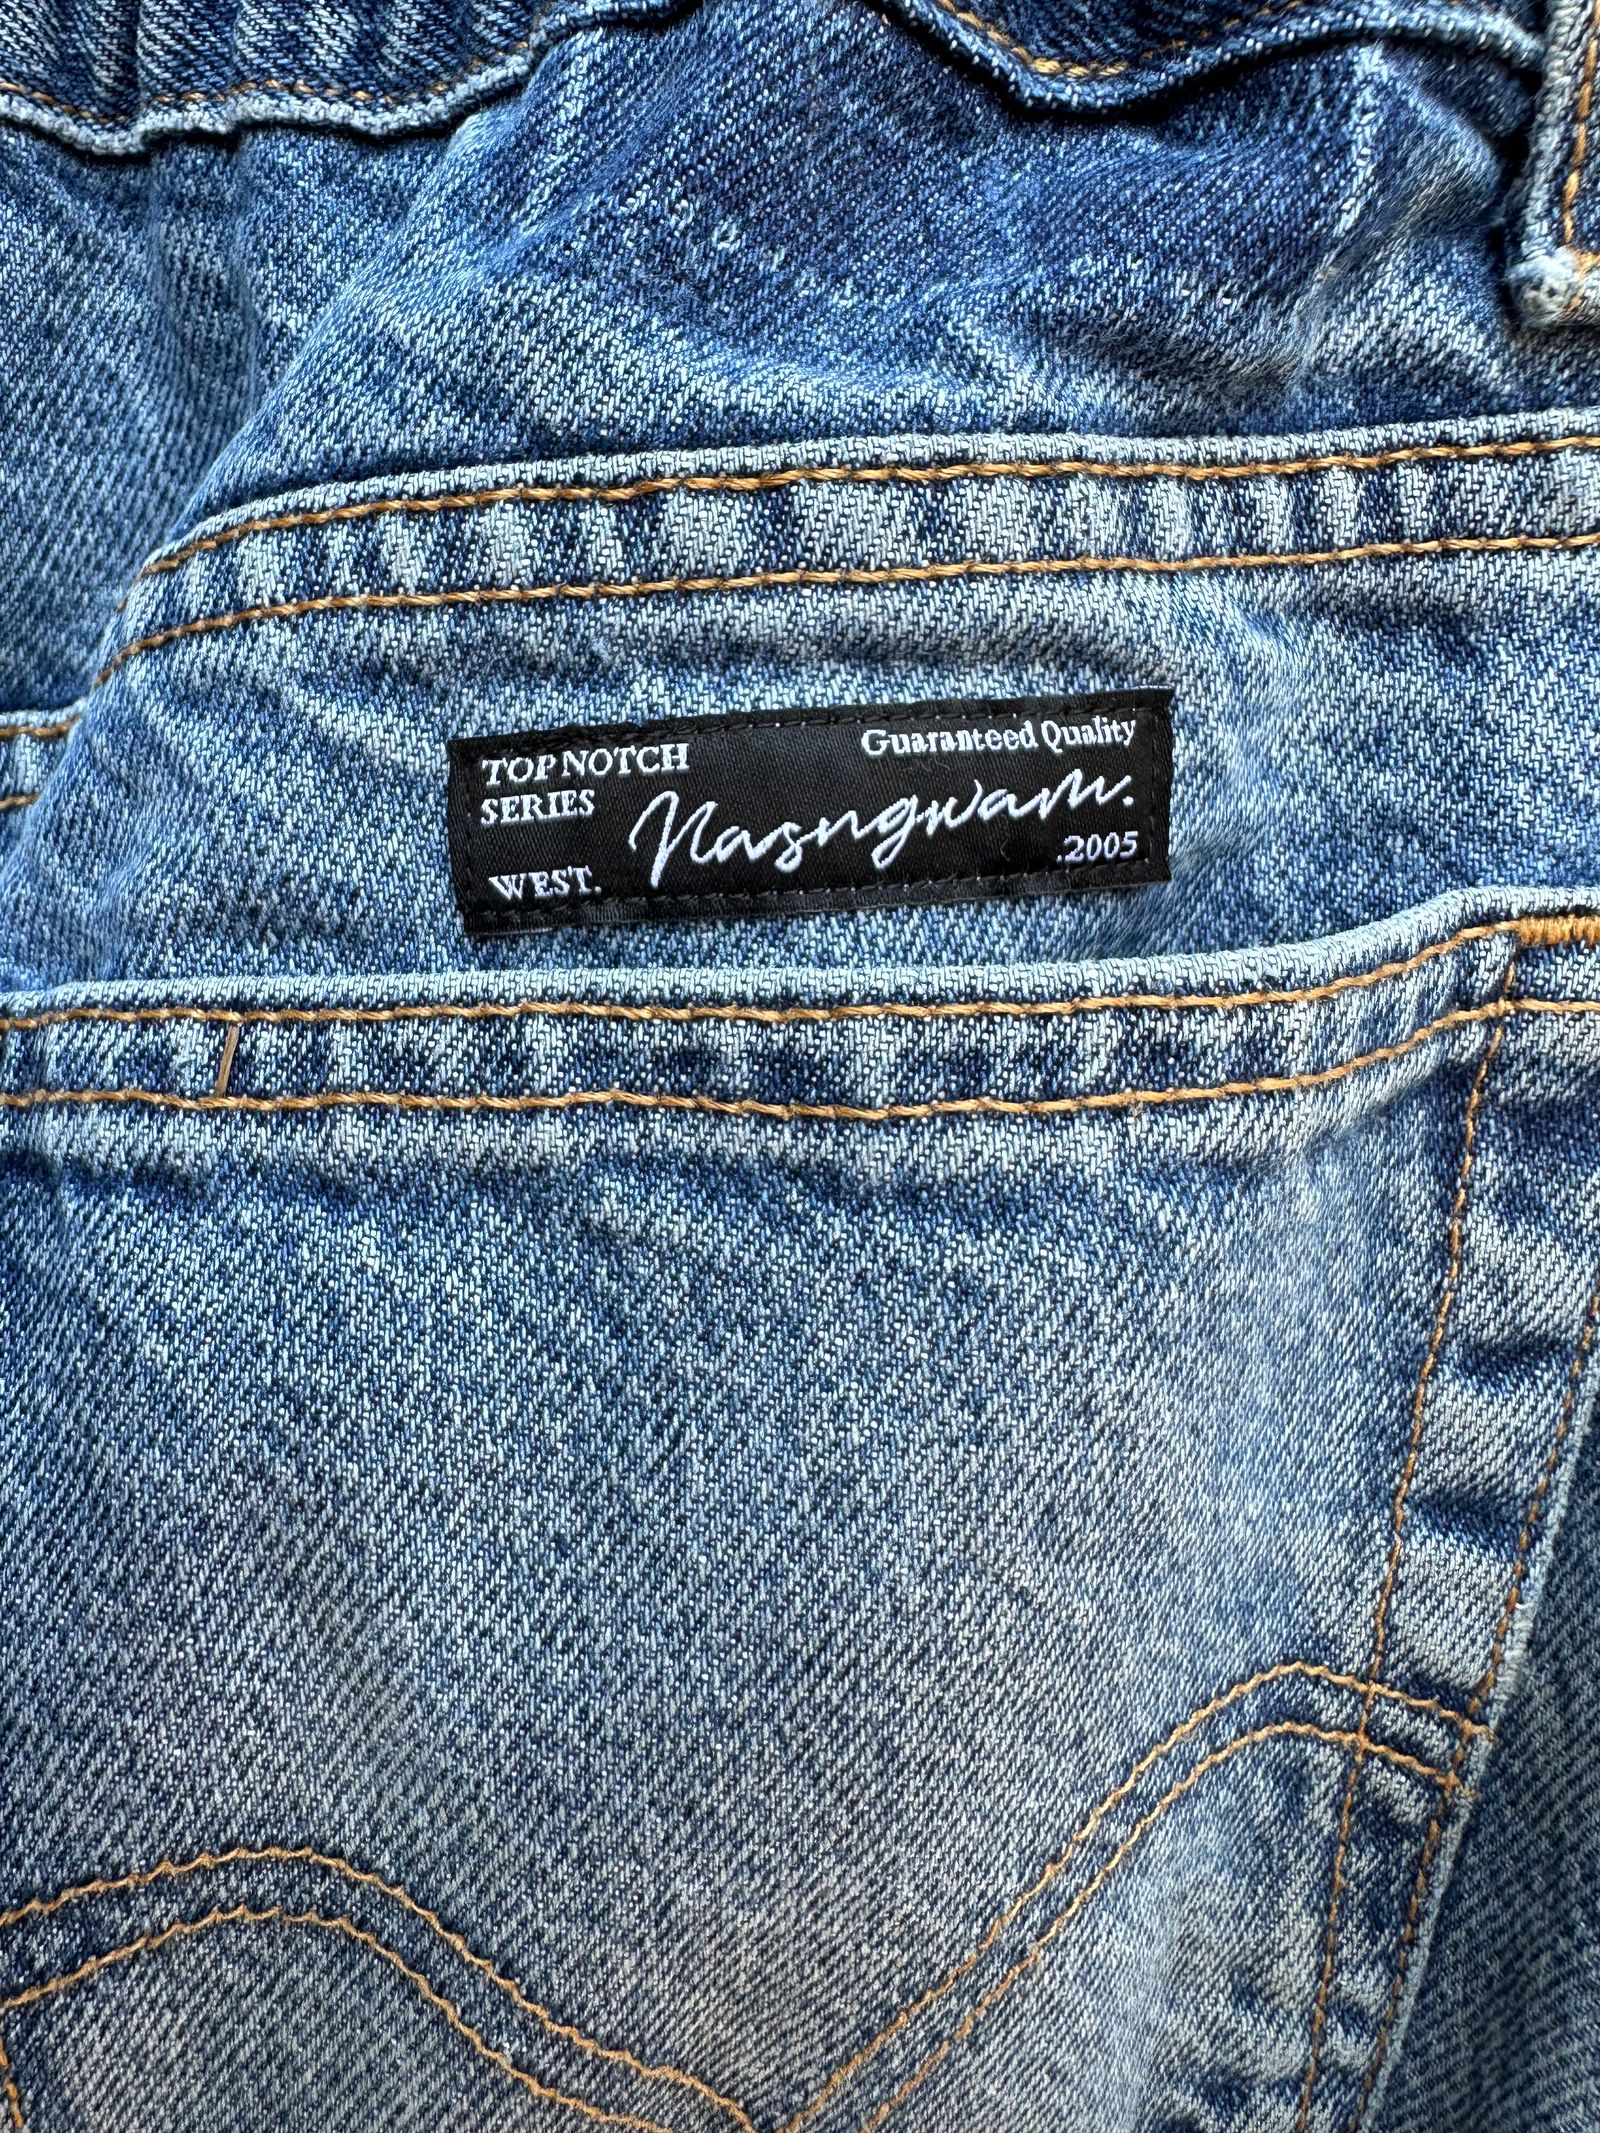 TOP NOTCH
SERIES
Guaranteed Quality
Nasngwam.
WEST.
.2005